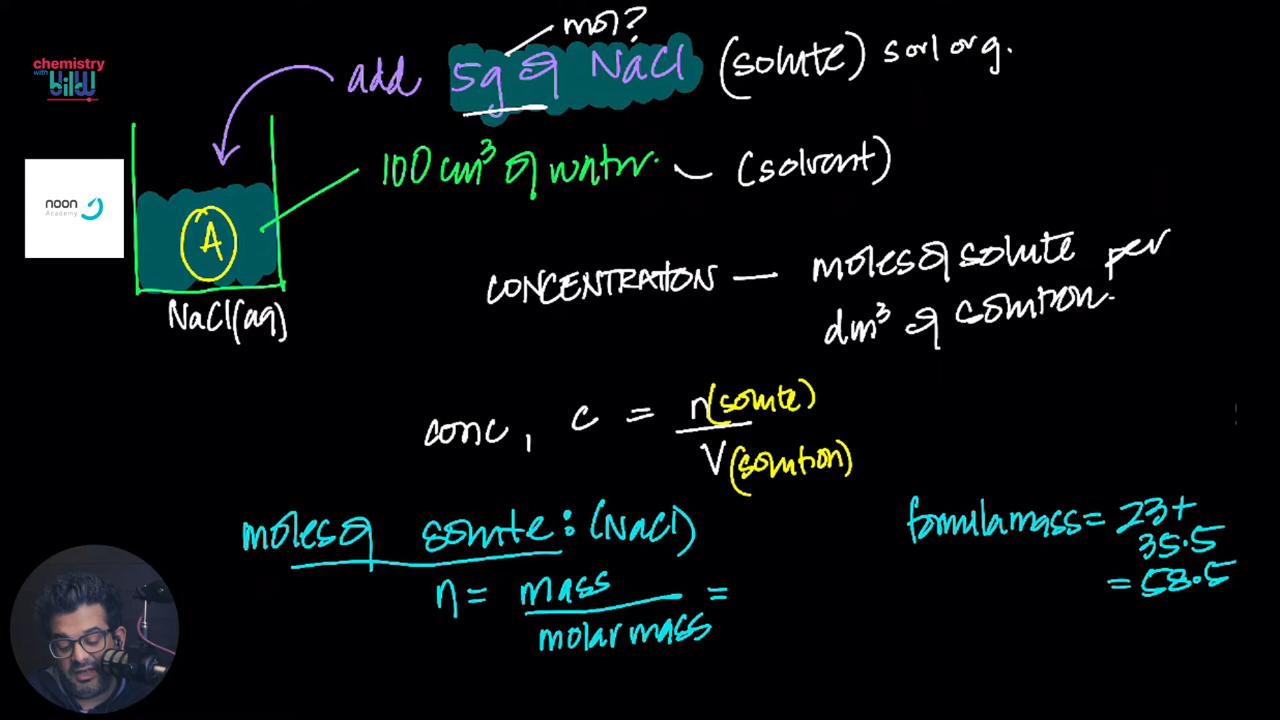 mol?
chemistry
with bildu
add 5g of NaCl (solute) s or l or g.
100 cm³ of water. (solvent)
noon
Academy
A
NaCl(aq)
CONCENTRATION — moles of solute per
dm³ of solution.
conc, c = n(solute)
V(solution)
moles of solute: (NaCl)
n = mass =
molar mass
formula mass = 23+
35.5
= 58.5